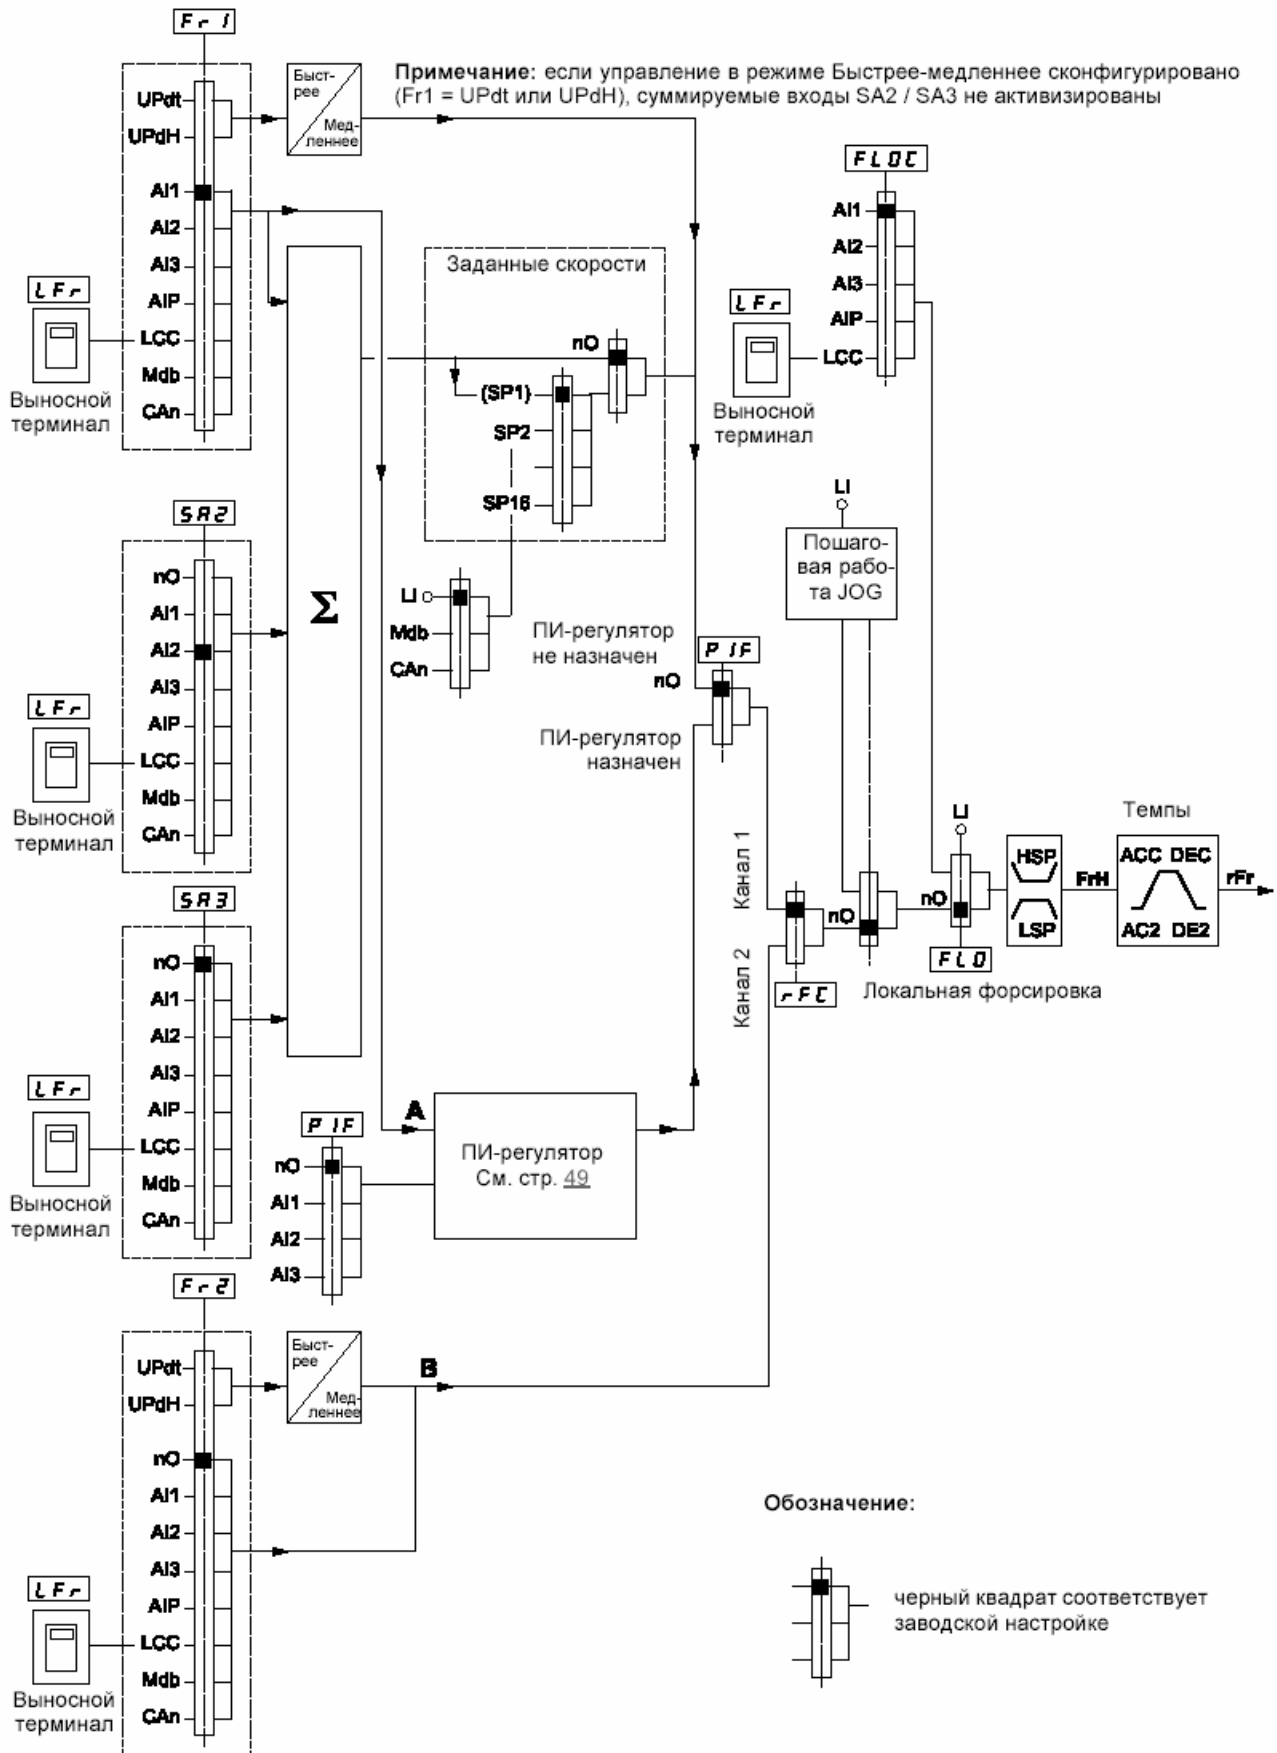 Fr1
Быст-
рее
Мед-
леннее
Примечание: если управление в режиме Быстрее-медленнее сконфигурировано
(Fr1 = UPdt или UPdH), суммируемые входы SA2 / SA3 не активизированы
UPdt
UPdH
AI1
AI2
AI3
AIP
LCC
Mdb
CAn
LFr
Выносной
терминал
Заданные скорости
nO
(SP1)
SP2
SP16
FLOC
AI1
AI2
AI3
AIP
LCC
LFr
Выносной
терминал
SA2
nO
AI1
AI2
AI3
AIP
LCC
Mdb
CAn
LFr
Выносной
терминал
Σ
LI
Mdb
CAn
LI
Пошаго-
вая рабо-
та JOG
ПИ-регулятор
не назначен
PIF
nO
ПИ-регулятор
назначен
Канал 1
Канал 2
rFC
nO
nO
LI
FLO
Локальная форсировка
HSP
LSP
FrH
Темпы
ACC DEC
AC2 DE2
rFr
SA3
nO
AI1
AI2
AI3
AIP
LCC
Mdb
CAn
LFr
Выносной
терминал
PIF
nO
AI1
AI2
AI3
A
ПИ-регулятор
См. стр. 49
Fr2
UPdt
UPdH
nO
AI1
AI2
AI3
AIP
LCC
Mdb
CAn
Быст-
рее
Мед-
леннее
B
LFr
Выносной
терминал
Обозначение:
черный квадрат соответствует
заводской настройке